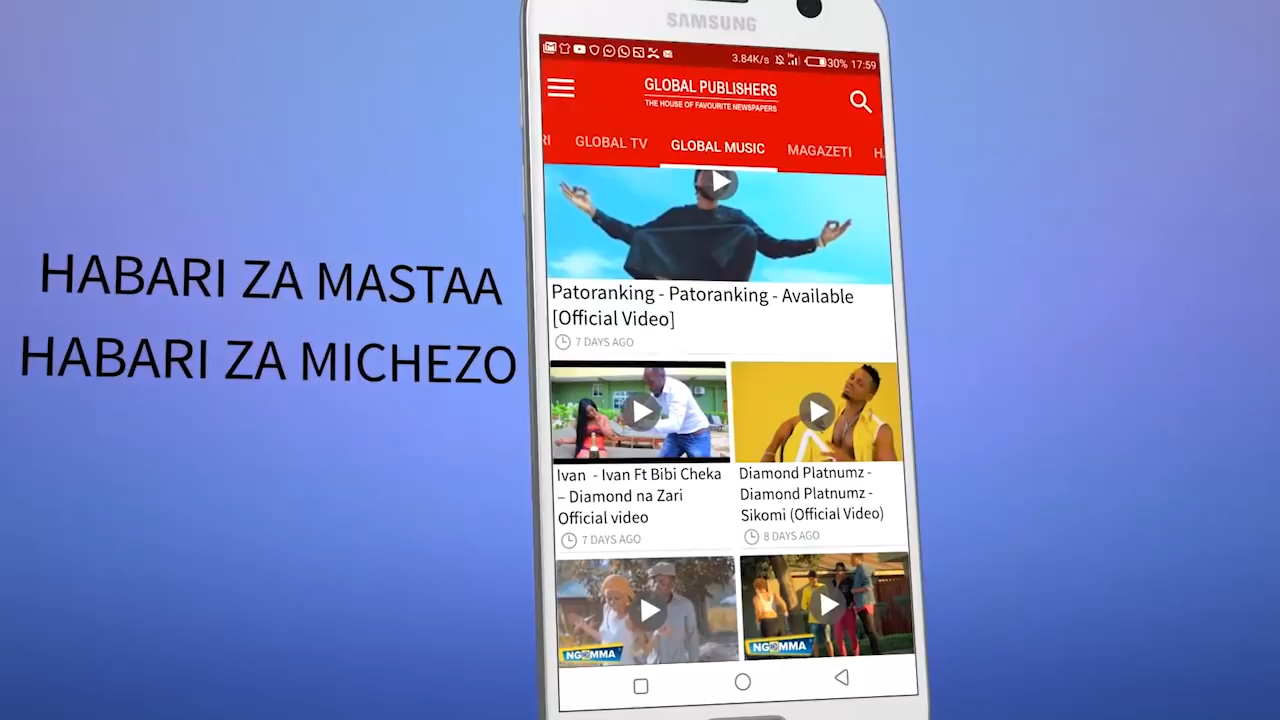 HABARI ZA MASTAA
HABARI ZA MICHEZO
SAMSUNG
3.84K/s
30% 17:59
GLOBAL PUBLISHERS
THE HOUSE OF FAVOURITE NEWSPAPERS
RI GLOBAL TV GLOBAL MUSIC MAGAZETI H
Patoranking - Patoranking - Available
[Official Video]
7 DAYS AGO
Ivan - Ivan Ft Bibi Cheka
– Diamond na Zari
Official video
7 DAYS AGO
Diamond Platnumz -
Diamond Platnumz -
Sikomi (Official Video)
8 DAYS AGO
NGOMMA
NGOMMA